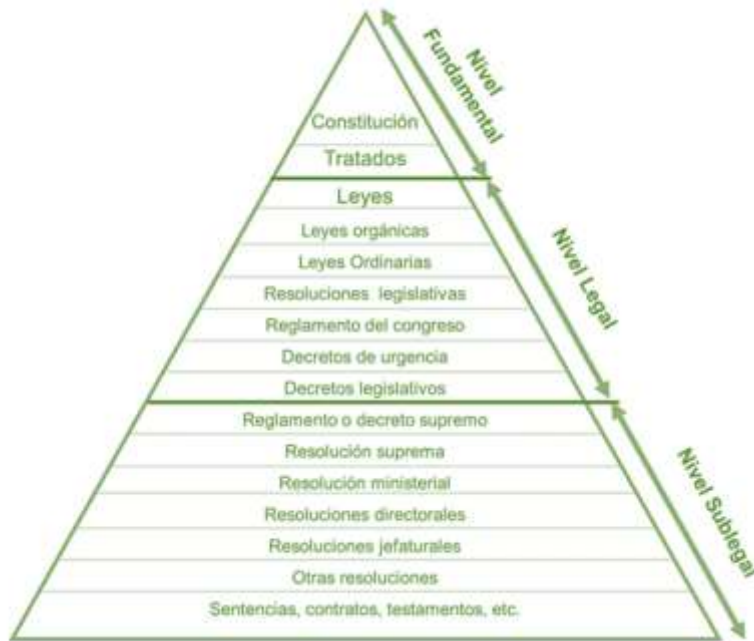 Nivel
Fundamental
Constitución
Tratados
Leyes
Leyes orgánicas
Leyes Ordinarias
Resoluciones legislativas
Reglamento del congreso
Decretos de urgencia
Decretos legislativos
Nivel Legal
Reglamento o decreto supremo
Resolución suprema
Resolución ministerial
Resoluciones directorales
Resoluciones jefaturales
Otras resoluciones
Sentencias, contratos, testamentos, etc.
Nivel Sublegal